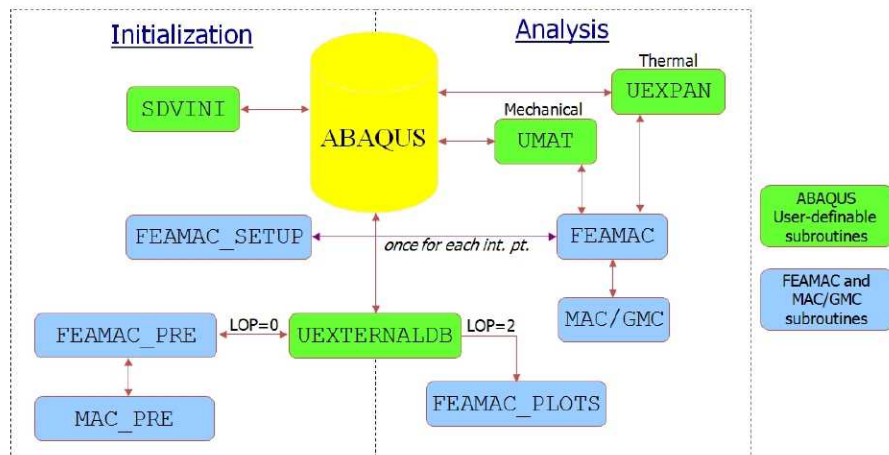 Initialization
Analysis
Thermal
UEXPAN
SDVINI
ABAQUS
Mechanical
UMAT
ABAQUS
User-definable
subroutines
FEAMAC_SETUP
once for each int. pt.
FEAMAC
FEAMAC and
MAC/GMC
subroutines
MAC/GMC
FEAMAC_PRE
LOP=0
UEXTERNALDB
LOP=2
MAC_PRE
FEAMAC_PLOTS